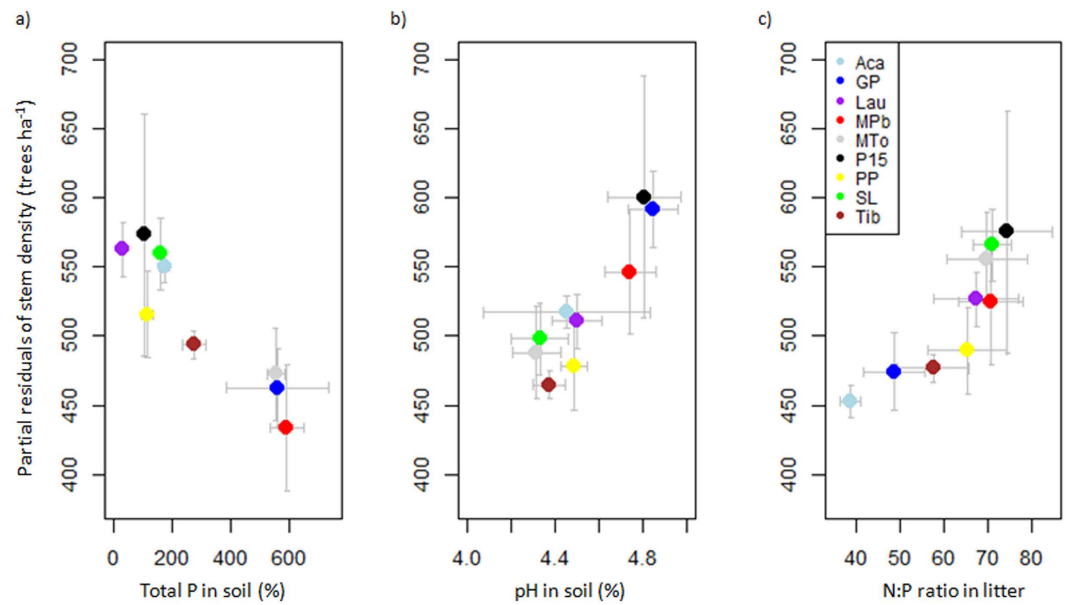 a)
b)
c)
Partial residuals of stem density (trees ha⁻¹)
700
650
600
550
500
450
400
0 200 400 600
Total P in soil (%)
700
650
600
550
500
450
400
4.0 4.4 4.8
pH in soil (%)
700
650
600
550
500
450
400
Aca
GP
Lau
MPb
MTo
P15
PP
SL
Tib
40 50 60 70 80
N:P ratio in litter